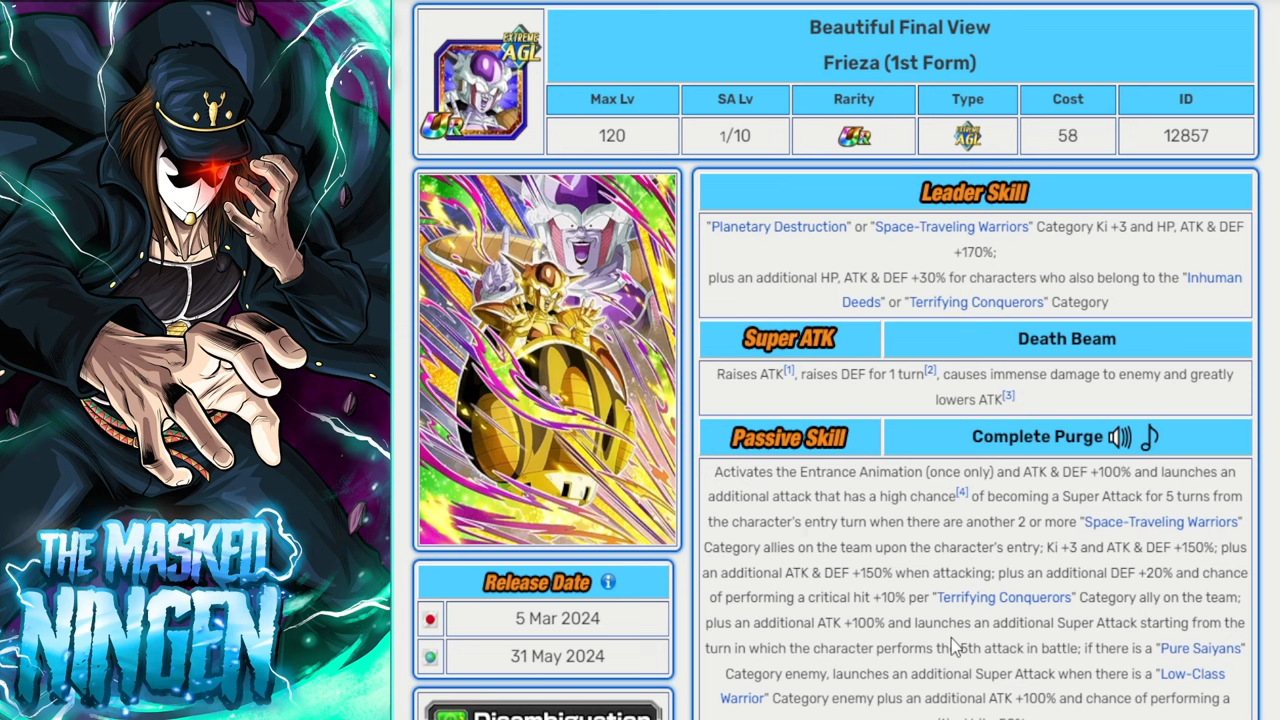 Beautiful Final View
Frieza (1st Form)
EXTREME
AGL
UR
Max Lv
SA Lv
Rarity
Type
Cost
ID
120
1/10
UR
EXTREME
AGL
58
12857
Leader Skill
"Planetary Destruction" or "Space-Traveling Warriors" Category Ki +3 and HP, ATK & DEF
+170%;
plus an additional HP, ATK & DEF +30% for characters who also belong to the "Inhuman
Deeds" or "Terrifying Conquerors" Category
Super ATK
Death Beam
Raises ATK[1], raises DEF for 1 turn[2], causes immense damage to enemy and greatly
lowers ATK[3]
Passive Skill
Complete Purge
Activates the Entrance Animation (once only) and ATK & DEF +100% and launches an
additional attack that has a high chance[4] of becoming a Super Attack for 5 turns from
the character's entry turn when there are another 2 or more "Space-Traveling Warriors"
Category allies on the team upon the character's entry; Ki +3 and ATK & DEF +150%; plus
an additional ATK & DEF +150% when attacking; plus an additional DEF +20% and chance
of performing a critical hit +10% per "Terrifying Conquerors" Category ally on the team;
plus an additional ATK +100% and launches an additional Super Attack starting from the
turn in which the character performs th 5th attack in battle; if there is a "Pure Saiyans"
Category enemy, launches an additional Super Attack when there is a "Low-Class
Warrior" Category enemy plus an additional ATK +100% and chance of performing a
Release Date
5 Mar 2024
31 May 2024
Disambiguation
THE MASKED
NINGEN